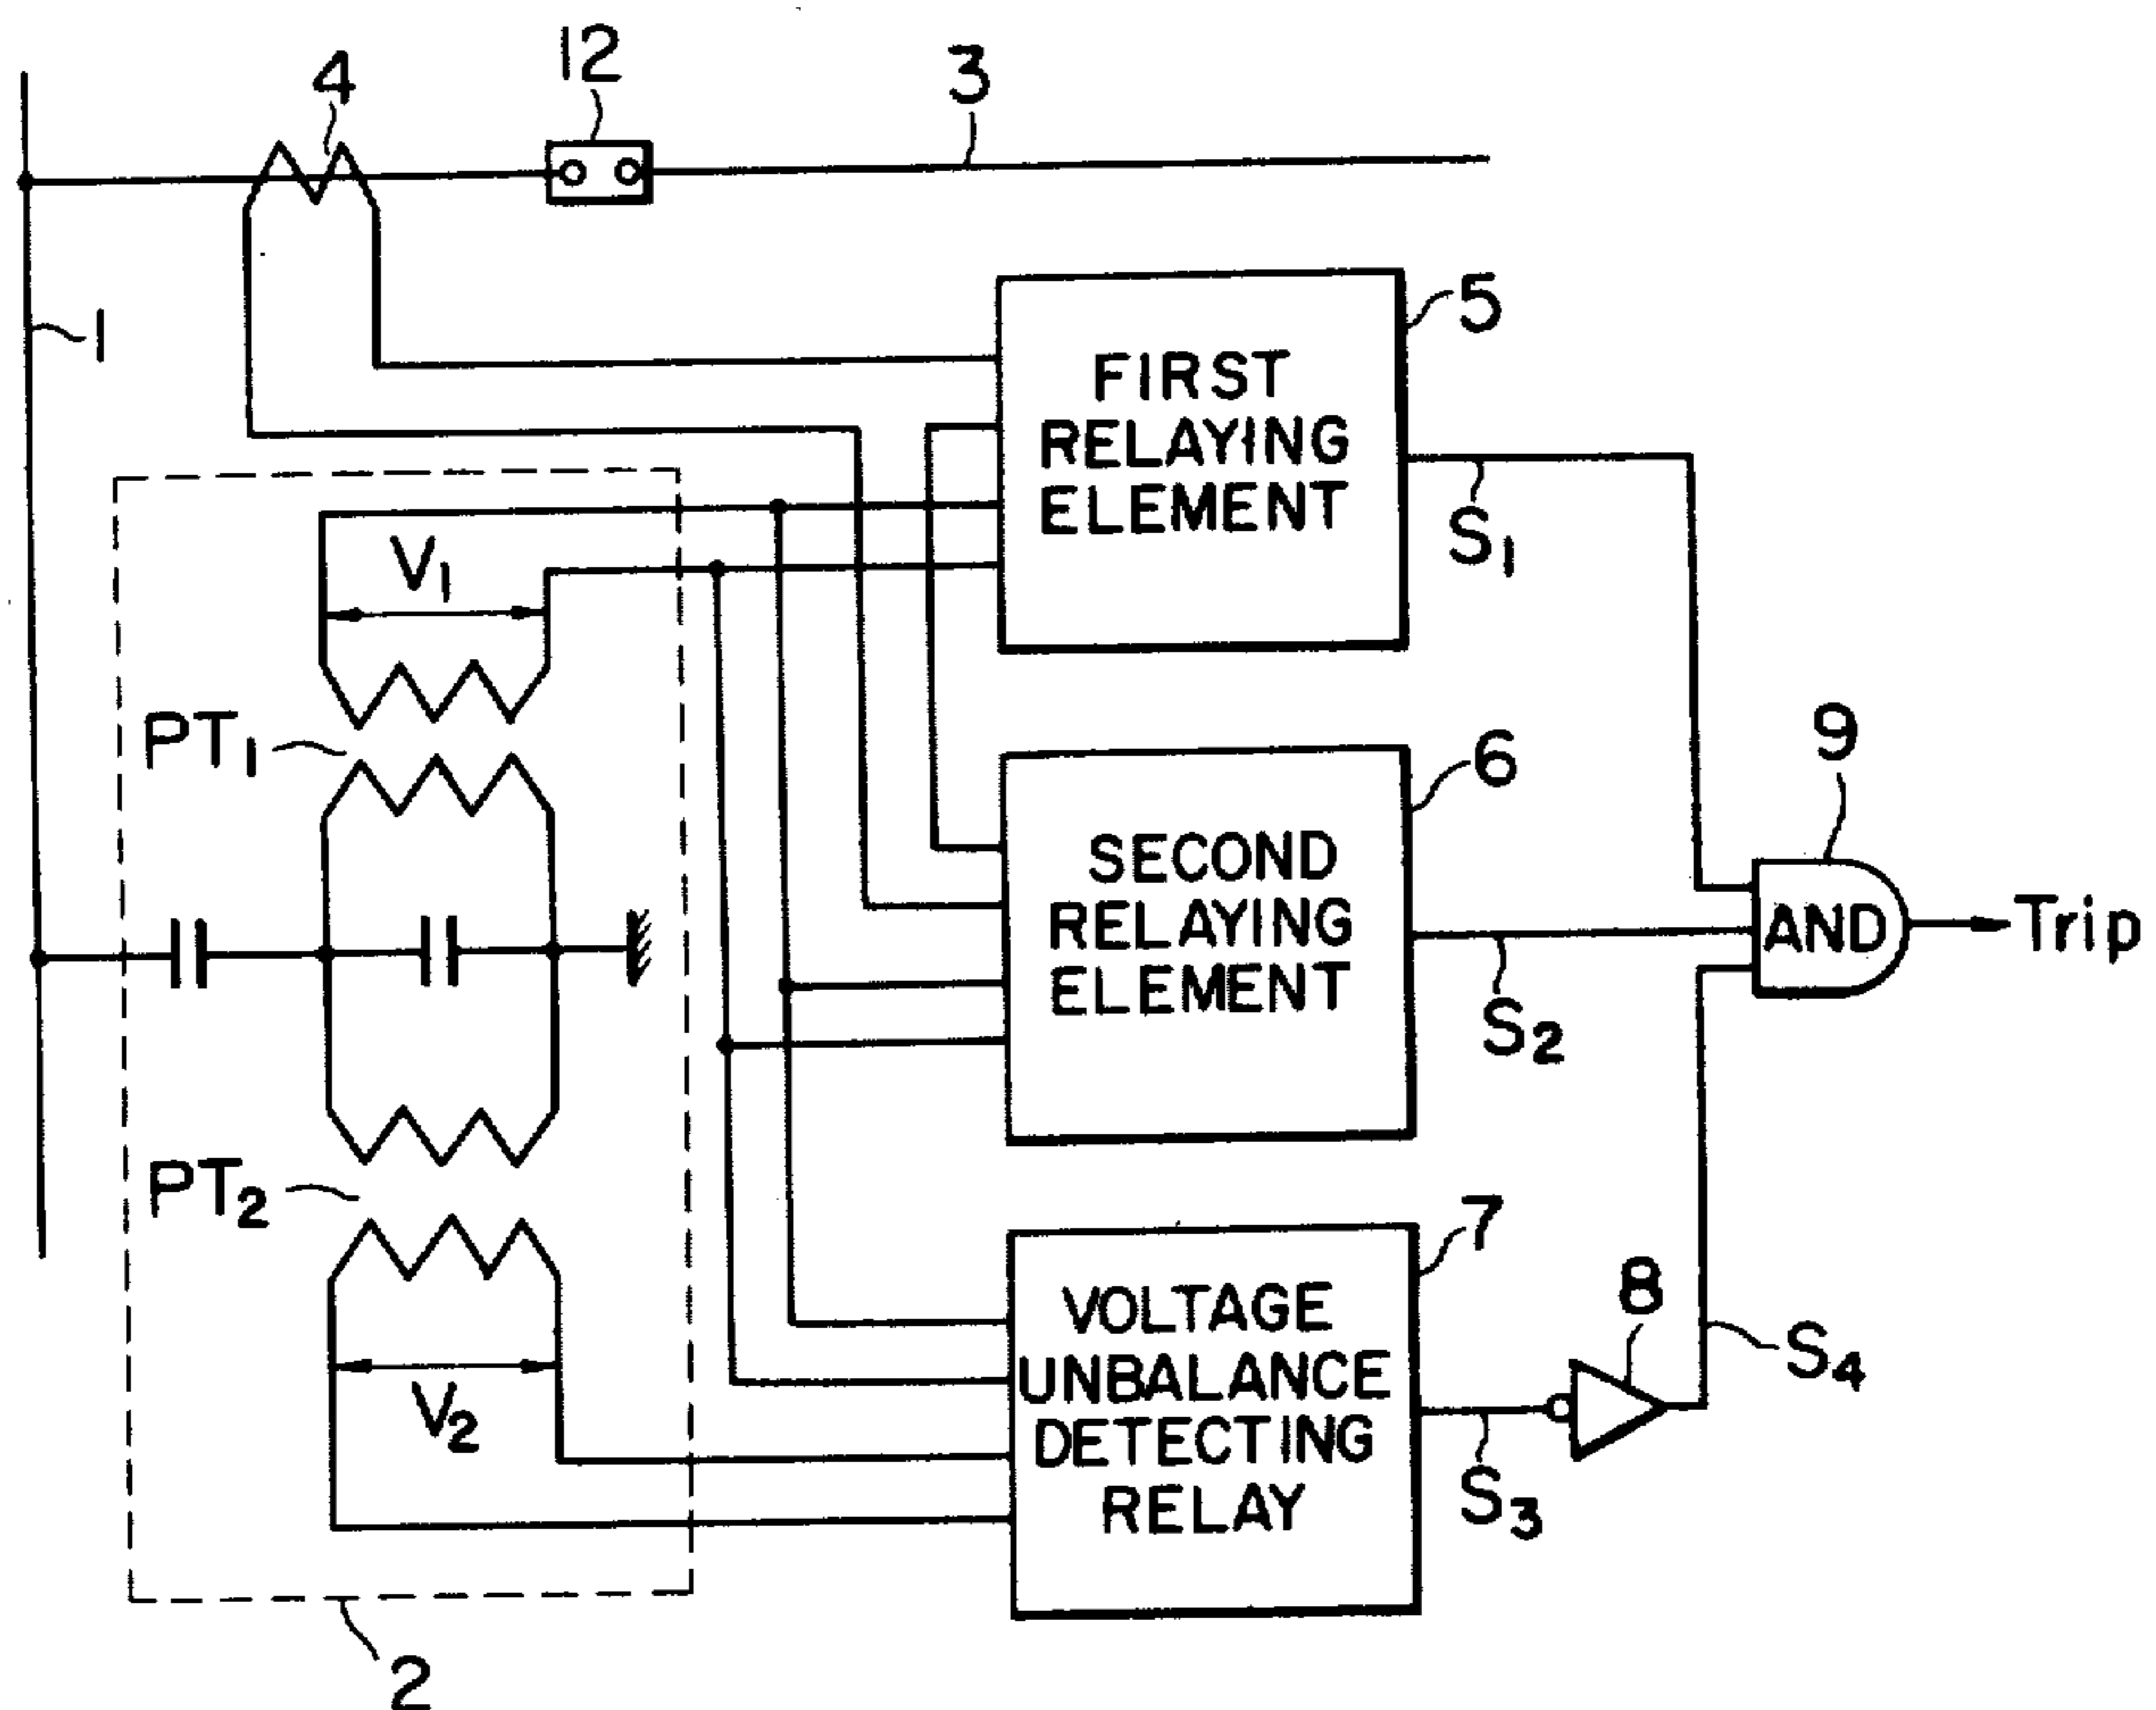 4
12
3
1
5
FIRST
RELAYING
ELEMENT
S1
V1
PT1
6
SECOND
RELAYING
ELEMENT
S2
9
AND
Trip
PT2
V2
7
VOLTAGE
UNBALANCE
DETECTING
RELAY
S3
8
S4
2